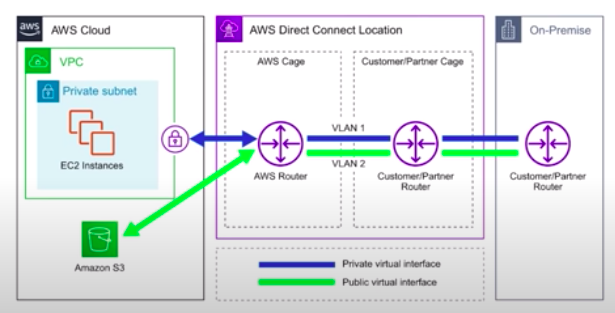 aws
AWS Cloud
AWS Direct Connect Location
On-Premise
VPC
AWS Cage
Customer/Partner Cage
Private subnet
EC2 Instances
VLAN 1
VLAN 2
AWS Router
Customer/Partner
Router
Customer/Partner
Router
Amazon S3
Private virtual interface
Public virtual interface